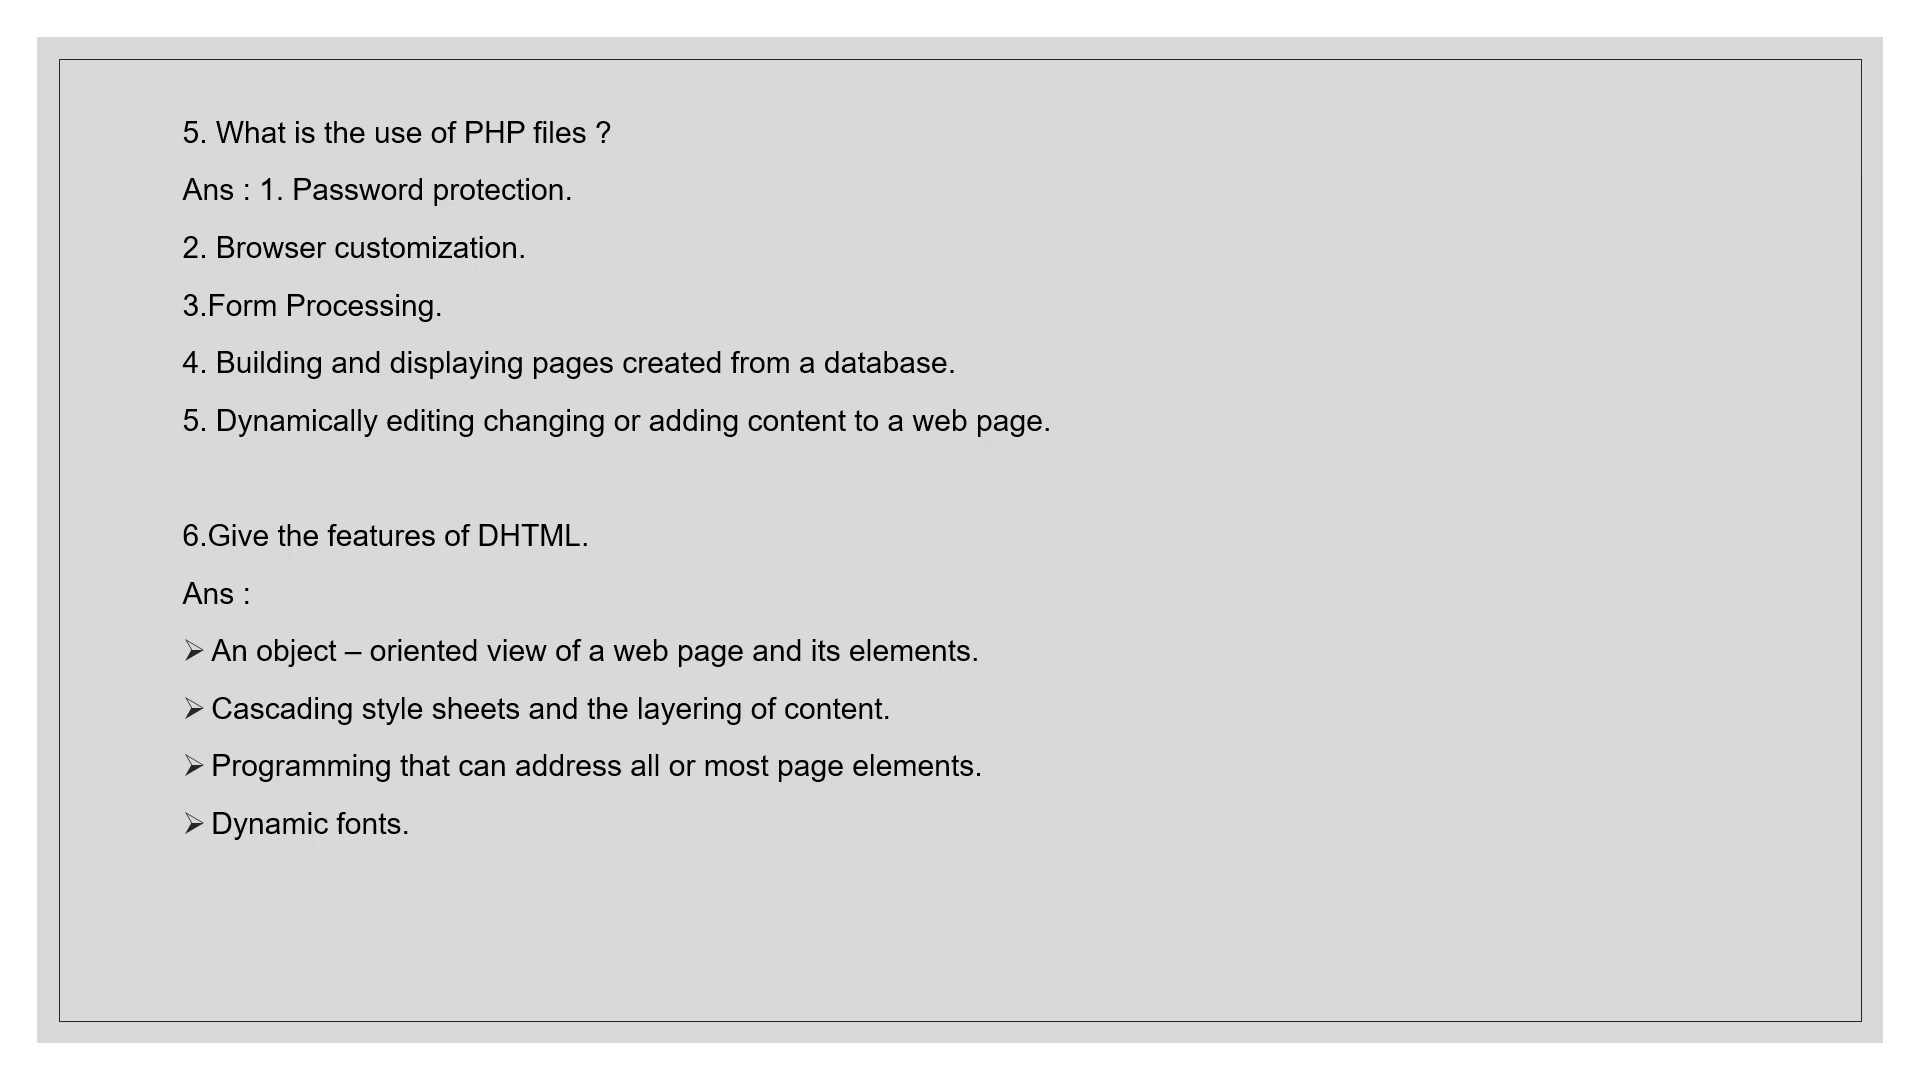 5. What is the use of PHP files ?
Ans : 1. Password protection.
2. Browser customization.
3.Form Processing.
4. Building and displaying pages created from a database.
5. Dynamically editing changing or adding content to a web page.
6.Give the features of DHTML.
Ans :
➢ An object – oriented view of a web page and its elements.
➢ Cascading style sheets and the layering of content.
➢ Programming that can address all or most page elements.
➢ Dynamic fonts.